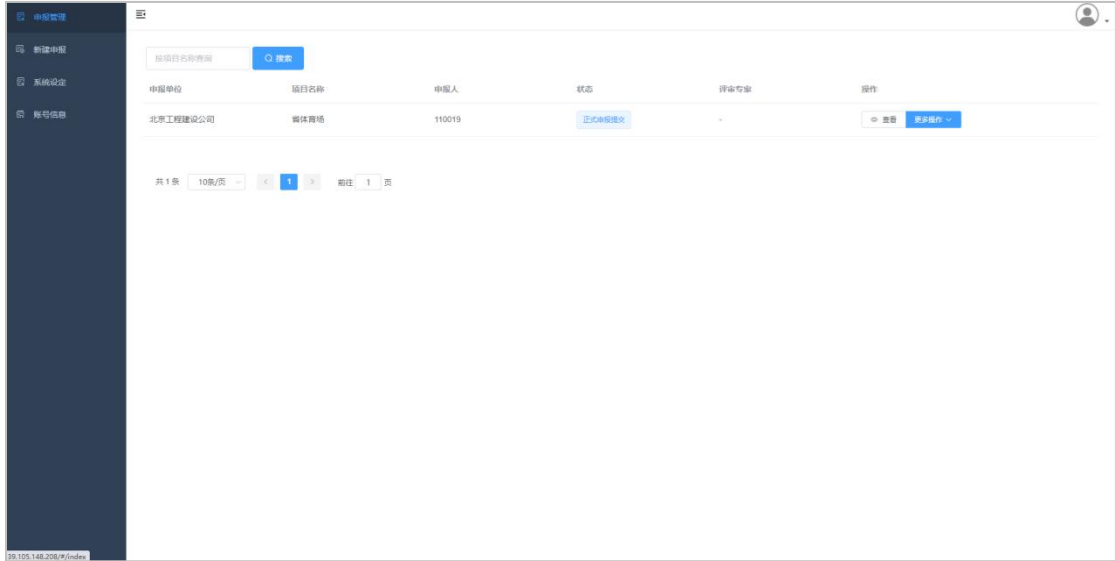 申报管理
新建申报
系统设定
账号信息
按项目名称查询 搜索
申报单位 项目名称 申报人 状态 评审专家 操作
北京工程建设公司 省体育场 110019 正式申报提交 - 查看 更多操作
共 1 条 10条/页 1 前往 1 页
39.105.148.208/#/index